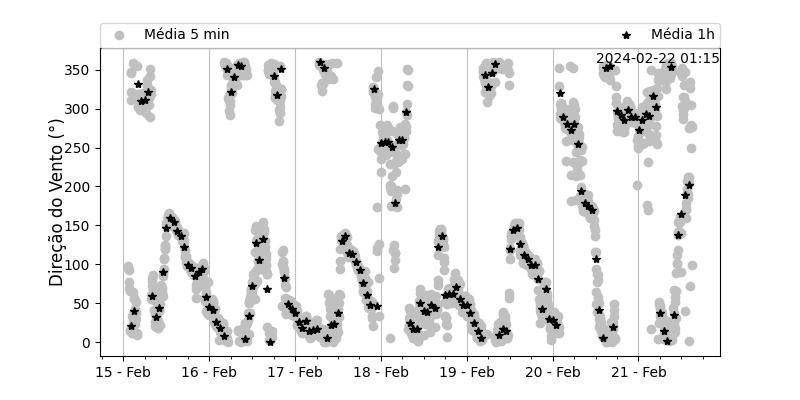 Média 5 min
Média 1h
2024-02-22 01:15
Direção do Vento (°)
350
300
250
200
150
100
50
0
15 - Feb
16 - Feb
17 - Feb
18 - Feb
19 - Feb
20 - Feb
21 - Feb